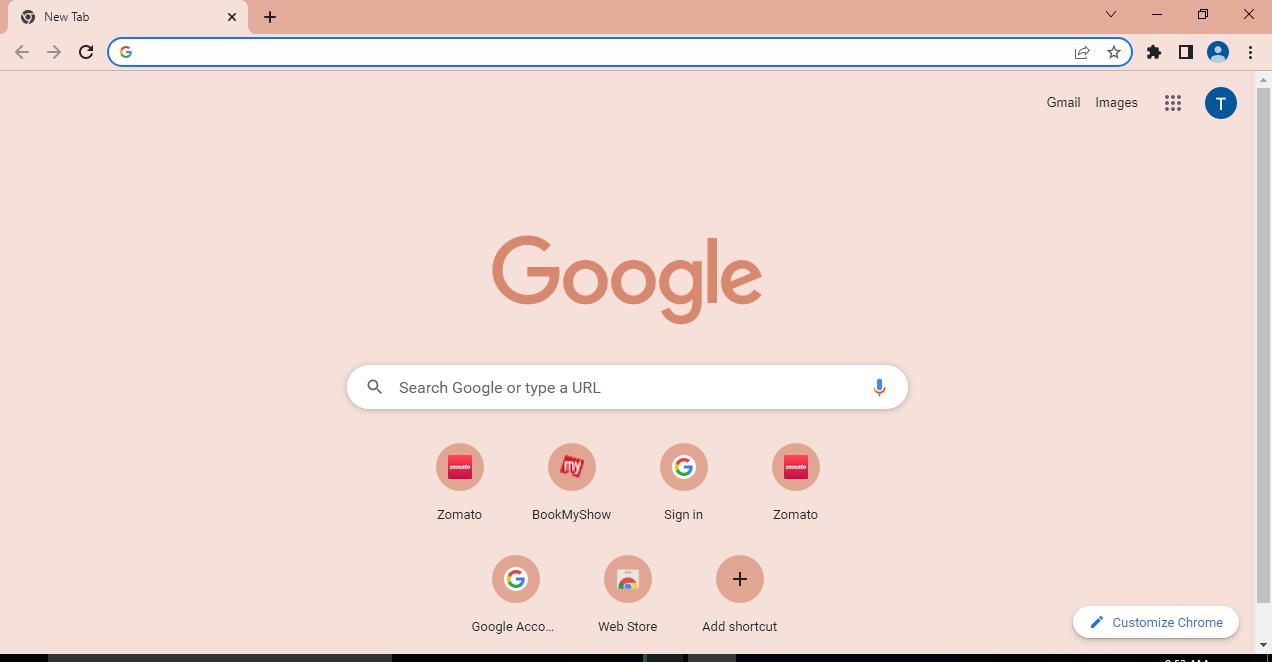 New Tab
Gmail Images
T
Google
Search Google or type a URL
zomato
my
zomato
Zomato
BookMyShow
Sign in
Zomato
Google Acco...
Web Store
Add shortcut
Customize Chrome